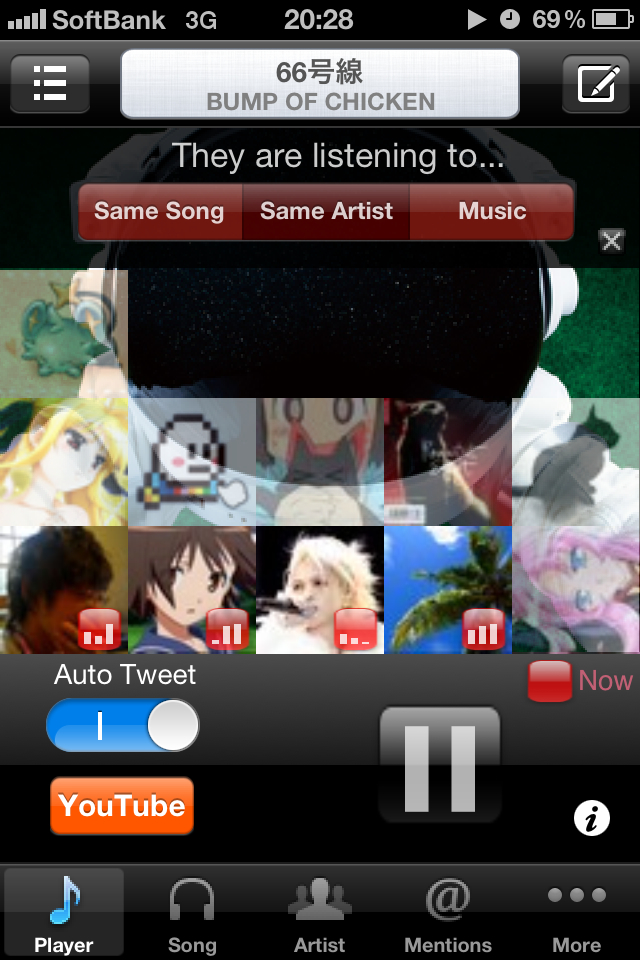 SoftBank 3G 20:28 69%
66号線
BUMP OF CHICKEN
They are listening to...
Same Song Same Artist Music
Auto Tweet
Now
YouTube
i
Player Song Artist Mentions More